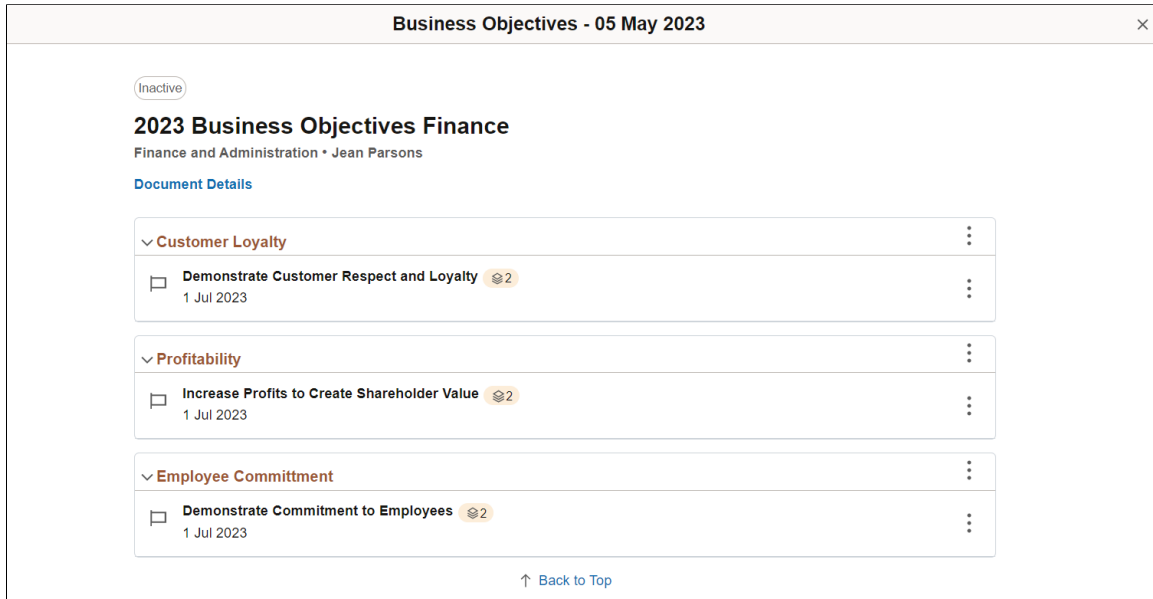 Business Objectives - 05 May 2023
Inactive
2023 Business Objectives Finance
Finance and Administration • Jean Parsons
Document Details
Customer Loyalty
Demonstrate Customer Respect and Loyalty 2
1 Jul 2023
Profitability
Increase Profits to Create Shareholder Value 2
1 Jul 2023
Employee Committment
Demonstrate Commitment to Employees 2
1 Jul 2023
Back to Top